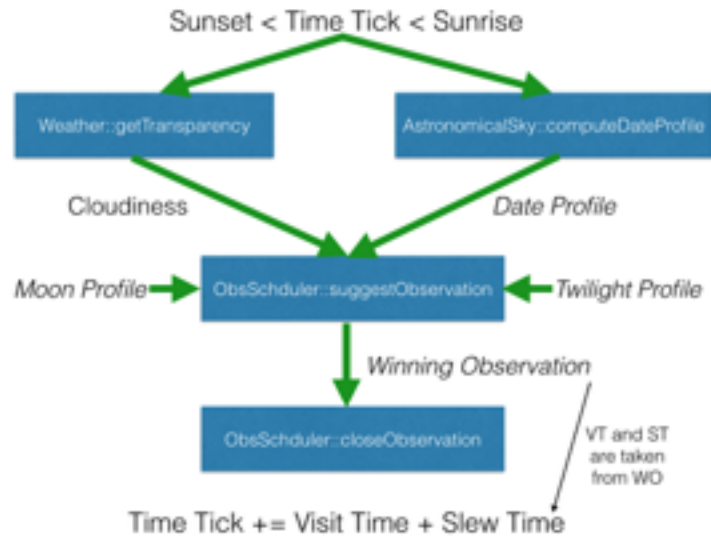 Sunset < Time Tick < Sunrise
Weather::getTransparency
AstronomicalSky::computeDateProfile
Cloudiness
Date Profile
Moon Profile
ObsSchduler::suggestObservation
Twilight Profile
Winning Observation
ObsSchduler::closeObservation
VT and ST
are taken
from WO
Time Tick += Visit Time + Slew Time